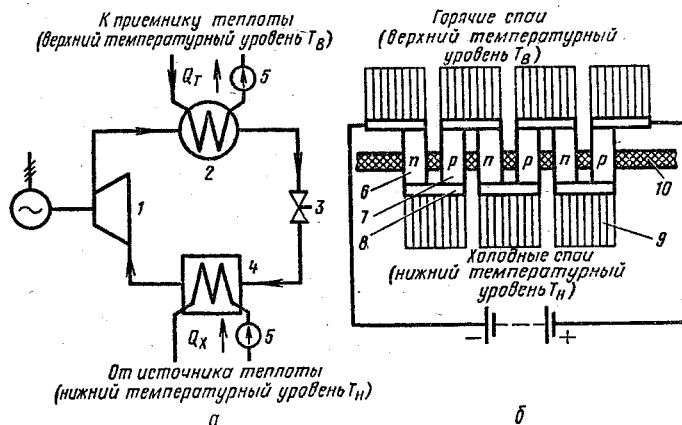 К приемнику теплоты
(верхний температурный уровень Tв)
Qт
5
2
1
3
4
Qх
5
От источника теплоты
(нижний температурный уровень Tн)
а
Горячие спаи
(верхний температурный
уровень Tв)
п р п р п р
6
7
8
10
9
Холодные спаи
(нижний температурный
уровень Tн)
− +
б